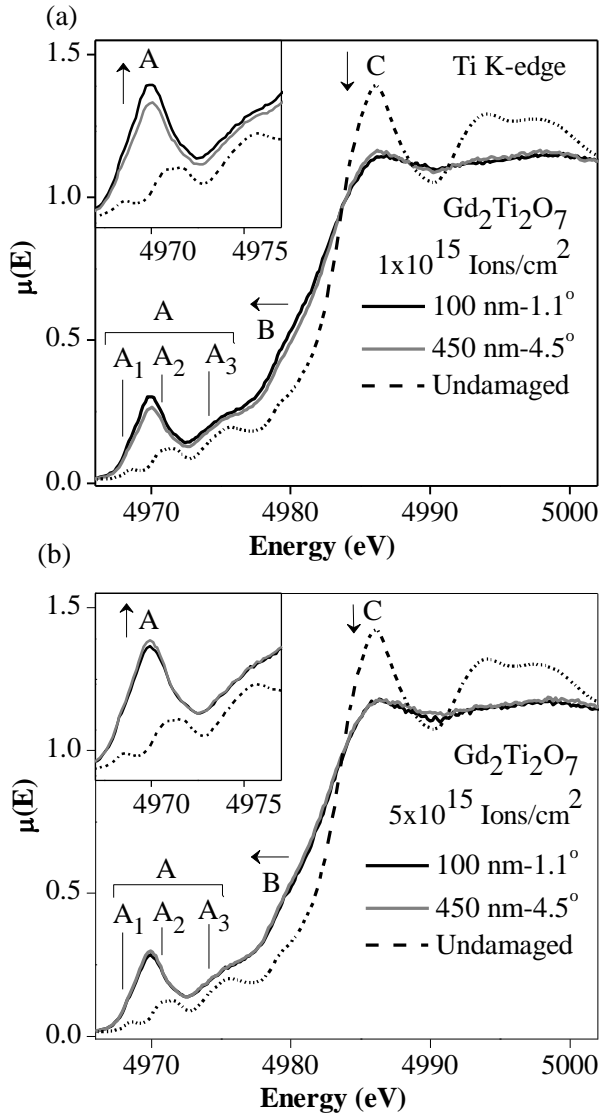 (a)
1.5
A
C
Ti K-edge
4970 4975
1.0
μ(E)
Gd2Ti2O7
1x10^15 Ions/cm^2
100 nm-1.1°
450 nm-4.5°
Undamaged
A
B
A1 A2 A3
0.5
0.0
4970 4980 4990 5000
Energy (eV)
(b)
1.5
A
C
4970 4975
1.0
μ(E)
Gd2Ti2O7
5x10^15 Ions/cm^2
100 nm-1.1°
450 nm-4.5°
Undamaged
A
B
A1 A2 A3
0.5
0.0
4970 4980 4990 5000
Energy (eV)